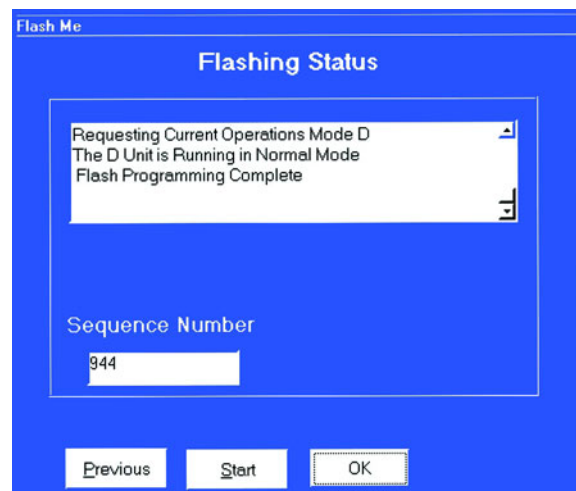 Flash Me
Flashing Status
Requesting Current Operations Mode D
The D Unit is Running in Normal Mode
Flash Programming Complete
Sequence Number
944
Previous Start OK